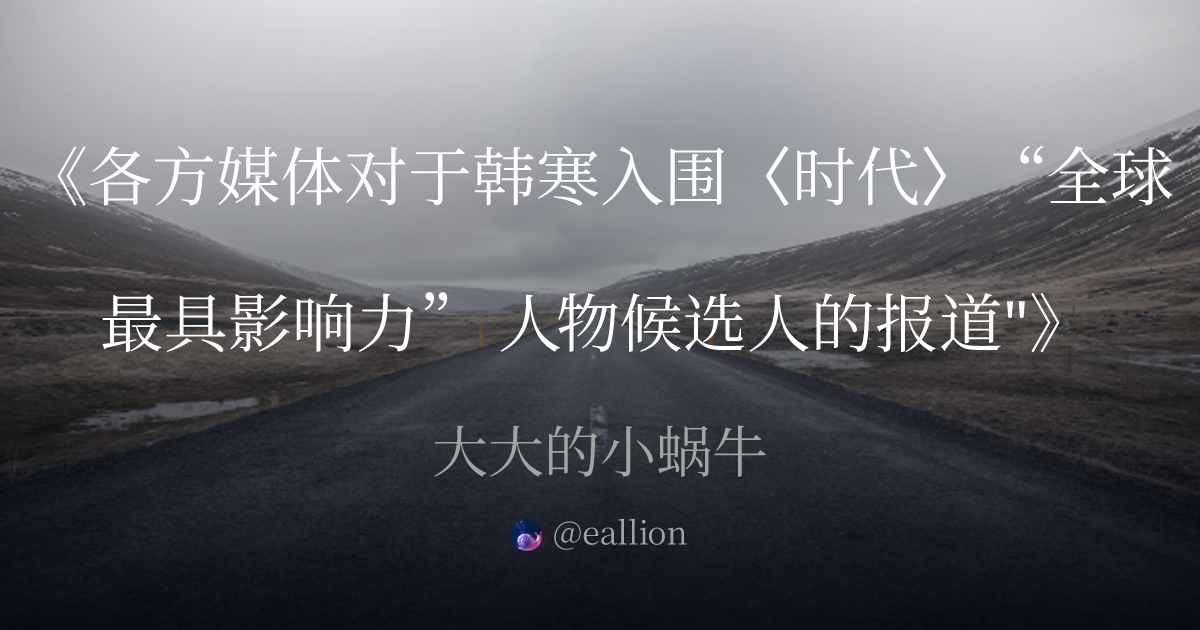 《各方媒体对于韩寒入围〈时代〉“全球
最具影响力”人物候选人的报道"》
大大的小蜗牛
@eallion